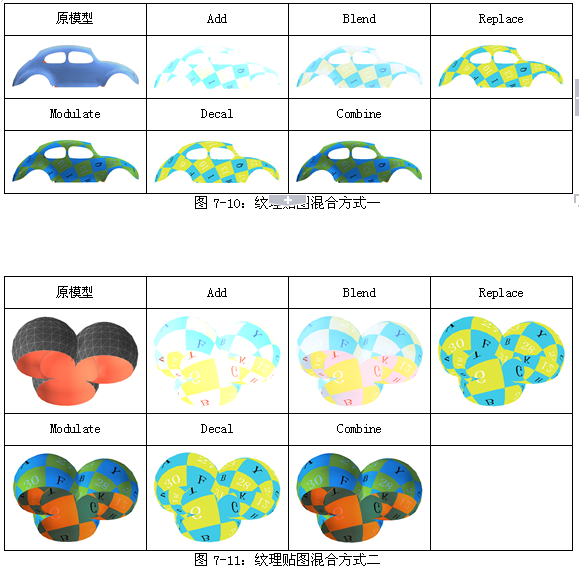 原模型 Add Blend Replace
Modulate Decal Combine
图 7-10：纹理贴图混合方式一
原模型 Add Blend Replace
Modulate Decal Combine
图 7-11：纹理贴图混合方式二